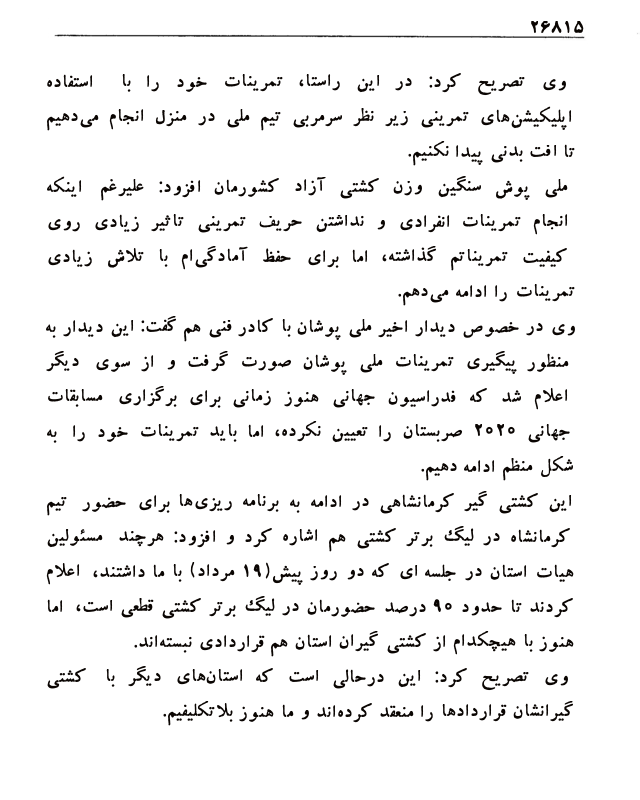 ۲۶۸۱۵
وی تصریح کرد: در این راستا، تمرینات خود را با استفاده
اپلیکیشن‌های تمرینی زیر نظر سرمربی تیم ملی در منزل انجام می‌دهیم
تا افت بدنی پیدا نکنیم.
ملی پوش سنگین وزن کشتی آزاد کشورمان افزود: علیرغم اینکه
انجام تمرینات انفرادی و نداشتن حریف تمرینی تاثیر زیادی روی
کیفیت تمریناتم گذاشته، اما برای حفظ آمادگی‌ام با تلاش زیادی
تمرینات را ادامه می‌دهم.
وی در خصوص دیدار اخیر ملی پوشان با کادر فنی هم گفت: این دیدار به
منظور پیگیری تمرینات ملی پوشان صورت گرفت و از سوی دیگر
اعلام شد که فدراسیون جهانی هنوز زمانی برای برگزاری مسابقات
جهانی ۲۰۲۰ صربستان را تعیین نکرده، اما باید تمرینات خود را به
شکل منظم ادامه دهیم.
این کشتی گیر کرمانشاهی در ادامه به برنامه ریزی‌ها برای حضور تیم
کرمانشاه در لیگ برتر کشتی هم اشاره کرد و افزود: هرچند مسئولین
هیات استان در جلسه ای که دو روز پیش(۱۹ مرداد) با ما داشتند، اعلام
کردند تا حدود ۹۰ درصد حضورمان در لیگ برتر کشتی قطعی است، اما
هنوز با هیچکدام از کشتی گیران استان هم قراردادی نبسته‌اند.
وی تصریح کرد: این درحالی است که استان‌های دیگر با کشتی
گیرانشان قراردادها را منعقد کرده‌اند و ما هنوز بلاتکلیفیم.